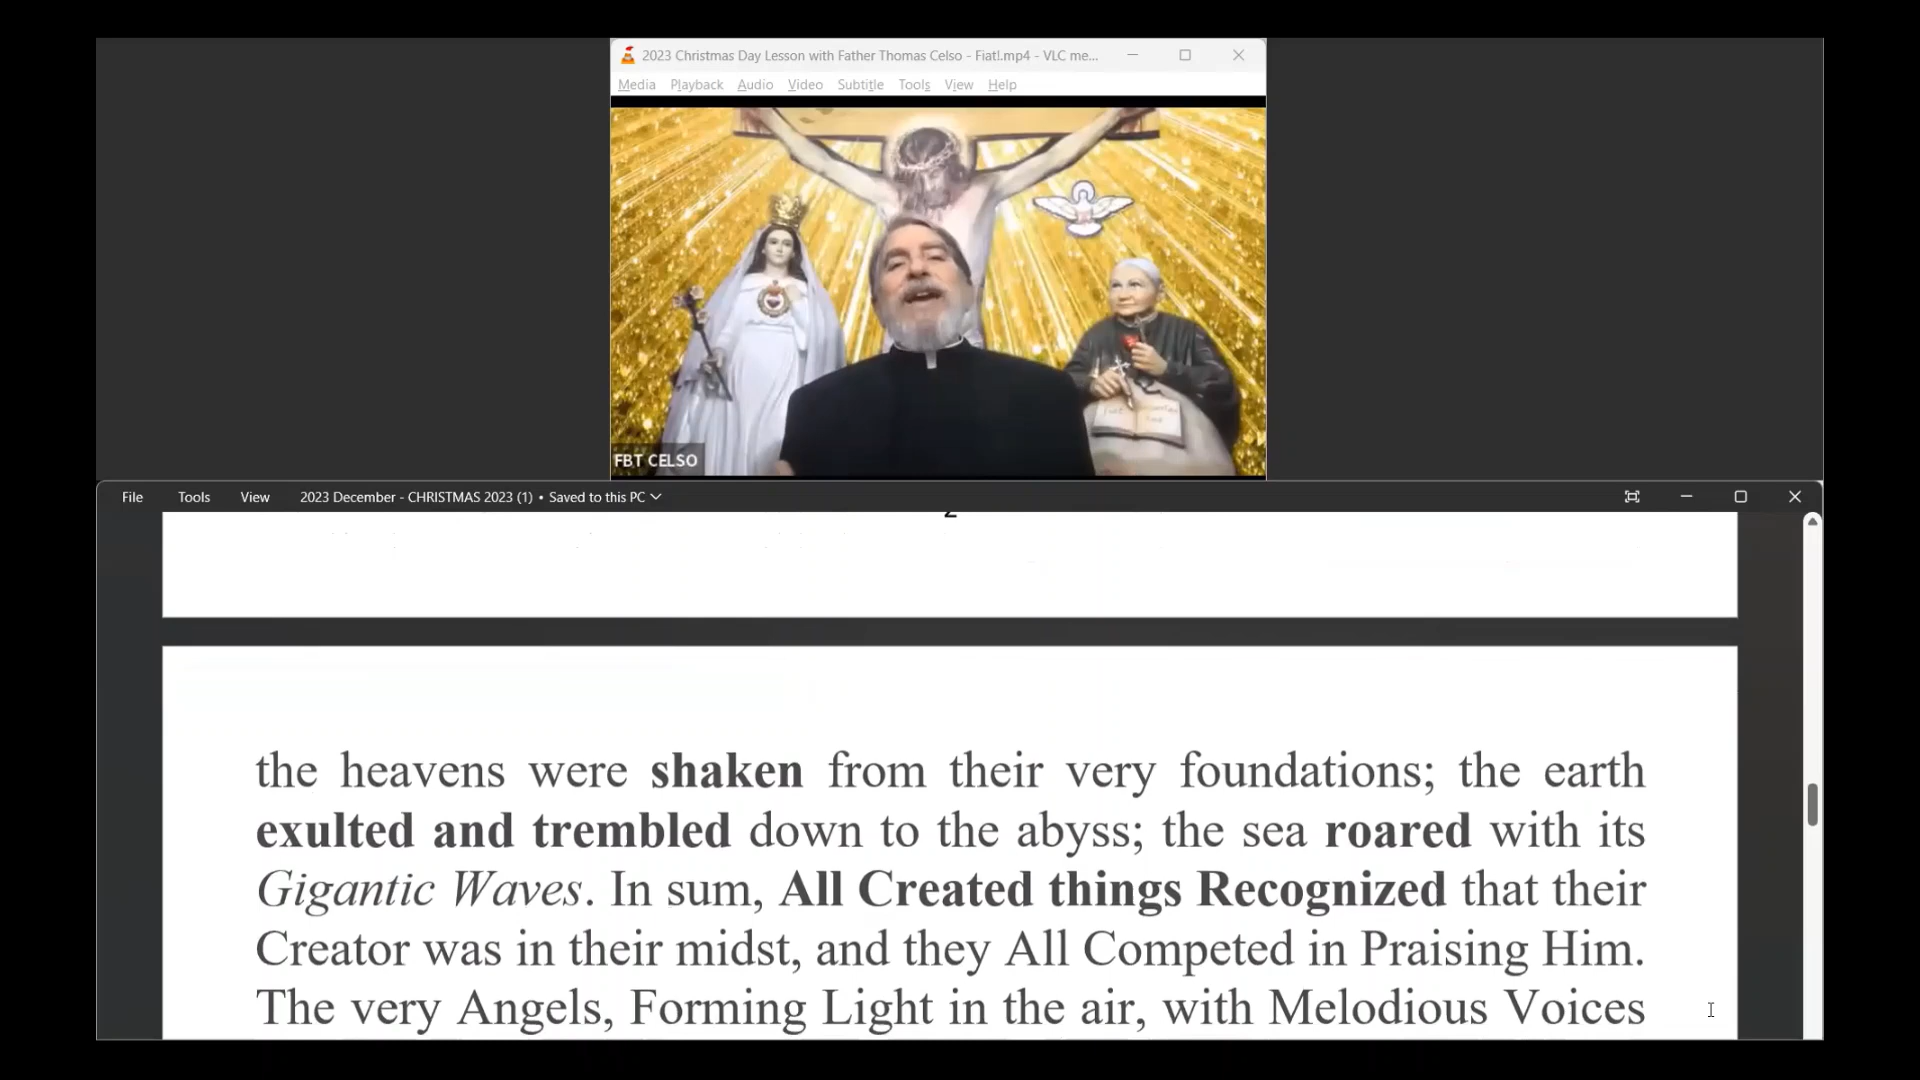 2023 Christmas Day Lesson with Father Thomas Celso - Fiat!.mp4 - VLC me...
Media Playback Audio Video Subtitle Tools View Help
FBT CELSO
File Tools View 2023 December - CHRISTMAS 2023 (1) • Saved to this PC
2
the heavens were shaken from their very foundations; the earth
exulted and trembled down to the abyss; the sea roared with its
Gigantic Waves. In sum, All Created things Recognized that their
Creator was in their midst, and they All Competed in Praising Him.
The very Angels, Forming Light in the air, with Melodious Voices